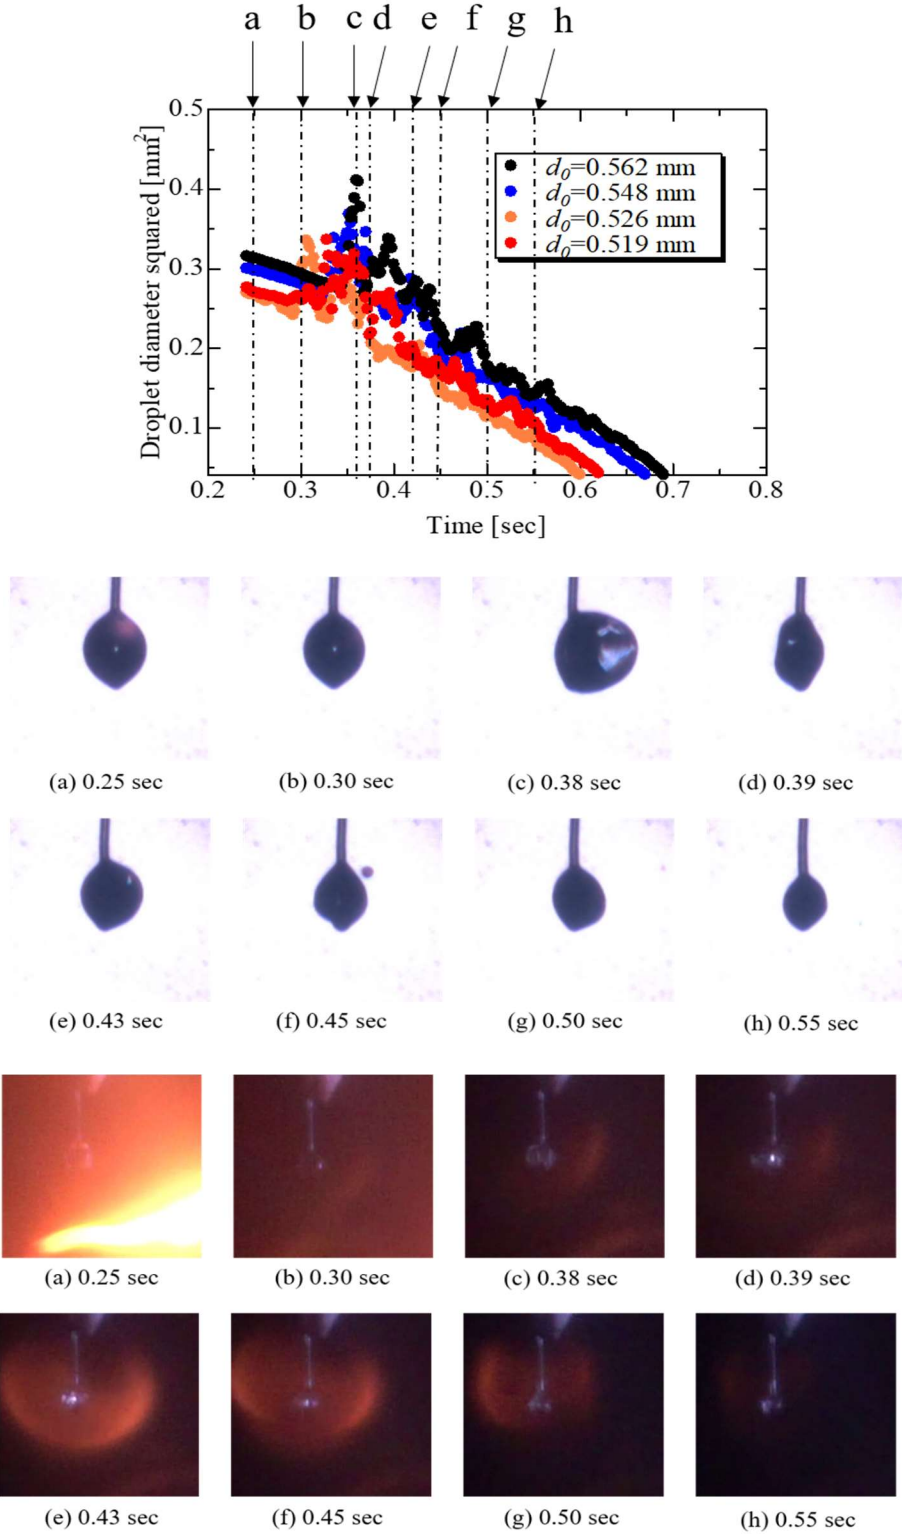 a b c d e f g h
0.5
0.4
0.3
0.2
0.1
Droplet diameter squared [mm²]
d₀=0.562 mm
d₀=0.548 mm
d₀=0.526 mm
d₀=0.519 mm
0.2 0.3 0.4 0.5 0.6 0.7 0.8
Time [sec]
(a) 0.25 sec (b) 0.30 sec (c) 0.38 sec (d) 0.39 sec
(e) 0.43 sec (f) 0.45 sec (g) 0.50 sec (h) 0.55 sec
(a) 0.25 sec (b) 0.30 sec (c) 0.38 sec (d) 0.39 sec
(e) 0.43 sec (f) 0.45 sec (g) 0.50 sec (h) 0.55 sec